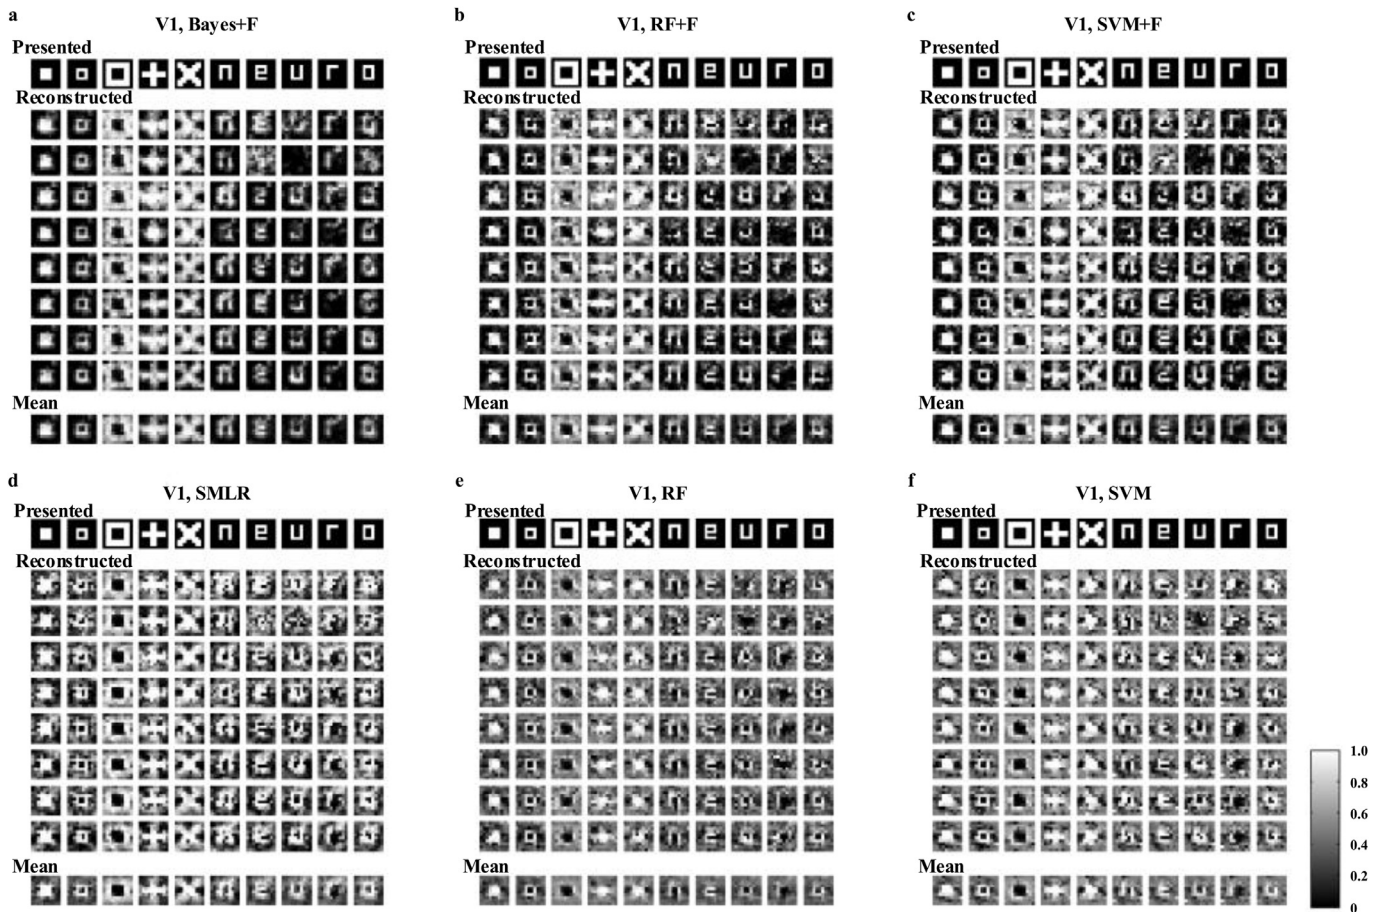 a
V1, Bayes+F
Presented
n e u r o
Reconstructed
Mean
b
V1, RF+F
Presented
n e u r o
Reconstructed
Mean
c
V1, SVM+F
Presented
n e u r o
Reconstructed
Mean
d
V1, SMLR
Presented
n e u r o
Reconstructed
Mean
e
V1, RF
Presented
n e u r o
Reconstructed
Mean
f
V1, SVM
Presented
n e u r o
Reconstructed
Mean
1.0
0.8
0.6
0.4
0.2
0